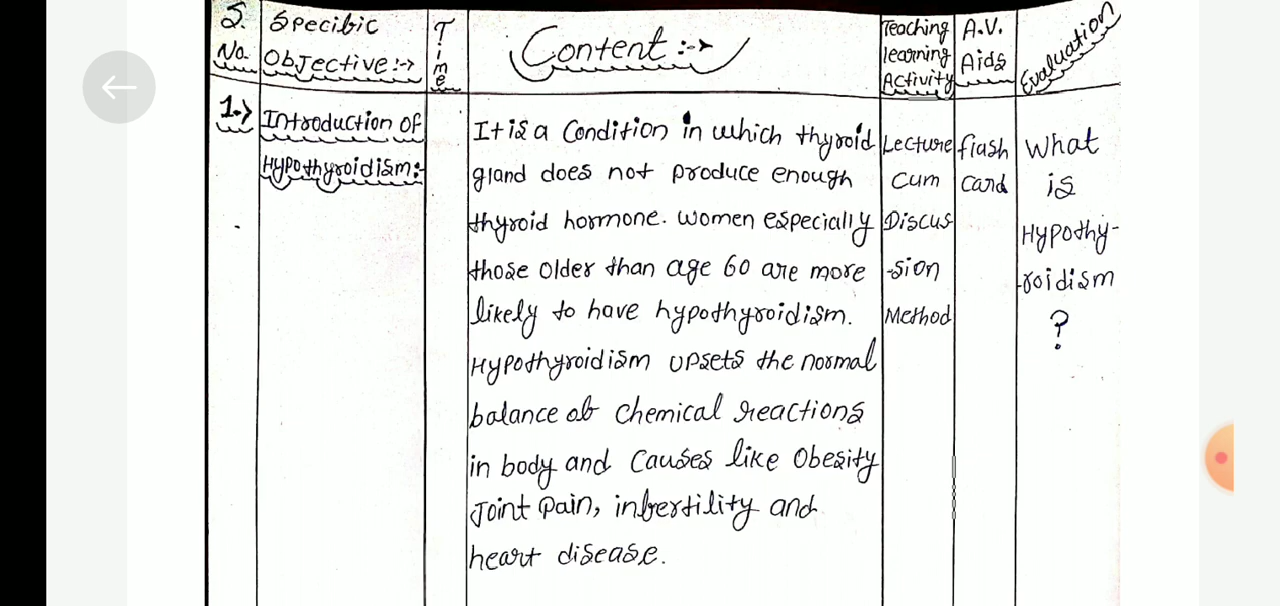 S. No.
Specific Objective :→
Time
Content :→
Teaching learning Activity
A.V. Aids
Evaluation
1.→
Introduction of
Hypothyroidism:-
It is a Condition in which thyroid
gland does not produce enough
thyroid hormone. Women especially
those older than age 60 are more
likely to have hypothyroidism.
Hypothyroidism upsets the normal
balance of chemical reactions
in body and causes like Obesity
Joint Pain, infertility and
heart disease.
Lecture
Cum
Discus
-sion
Method
flash
Card
What
is
Hypothy-
-roidism
?